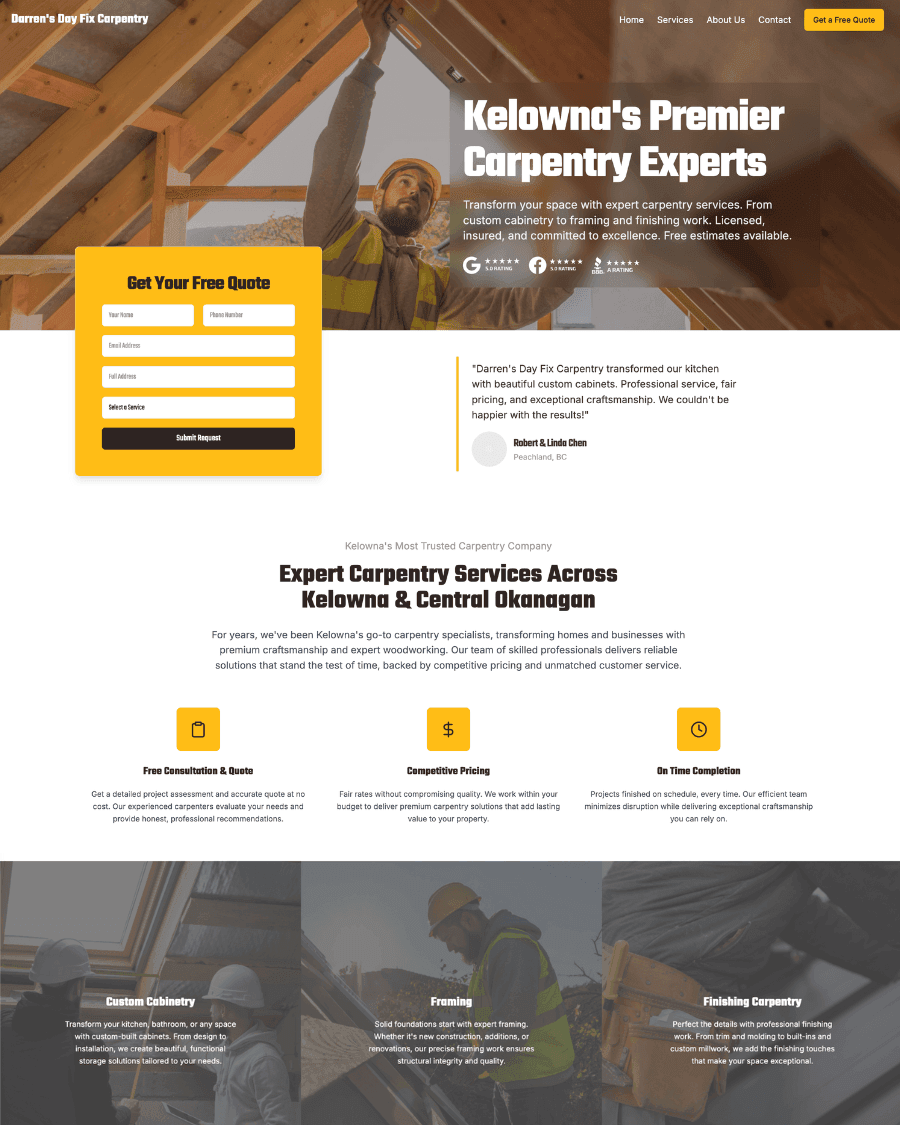 Darren's Day Fix Carpentry
Home
Services
About Us
Contact
Get a Free Quote
Kelowna's Premier
Carpentry Experts
Transform your space with expert carpentry services. From
custom cabinetry to framing and finishing work. Licensed,
insured, and committed to excellence. Free estimates available.
5.0 RATING
5.0 RATING
BBB.
A RATING
Get Your Free Quote
Your Name
Phone Number
Email Address
Full Address
Select a Service
Submit Request
"Darren's Day Fix Carpentry transformed our kitchen
with beautiful custom cabinets. Professional service, fair
pricing, and exceptional craftsmanship. We couldn't be
happier with the results!"
Robert & Linda Chen
Peachland, BC
Kelowna's Most Trusted Carpentry Company
Expert Carpentry Services Across
Kelowna & Central Okanagan
For years, we've been Kelowna's go-to carpentry specialists, transforming homes and businesses with
premium craftsmanship and expert woodworking. Our team of skilled professionals delivers reliable
solutions that stand the test of time, backed by competitive pricing and unmatched customer service.
Free Consultation & Quote
Get a detailed project assessment and accurate quote at no
cost. Our experienced carpenters evaluate your needs and
provide honest, professional recommendations.
Competitive Pricing
Fair rates without compromising quality. We work within your
budget to deliver premium carpentry solutions that add lasting
value to your property.
On Time Completion
Projects finished on schedule, every time. Our efficient team
minimizes disruption while delivering exceptional craftsmanship
you can rely on.
Custom Cabinetry
Transform your kitchen, bathroom, or any space
with custom-built cabinets. From design to
installation, we create beautiful, functional
storage solutions tailored to your needs.
Framing
Solid foundations start with expert framing.
Whether it's new construction, additions, or
renovations, our precise framing work ensures
structural integrity and quality.
Finishing Carpentry
Perfect the details with professional finishing
work. From trim and molding to built-ins and
custom millwork, we add the finishing touches
that make your space exceptional.